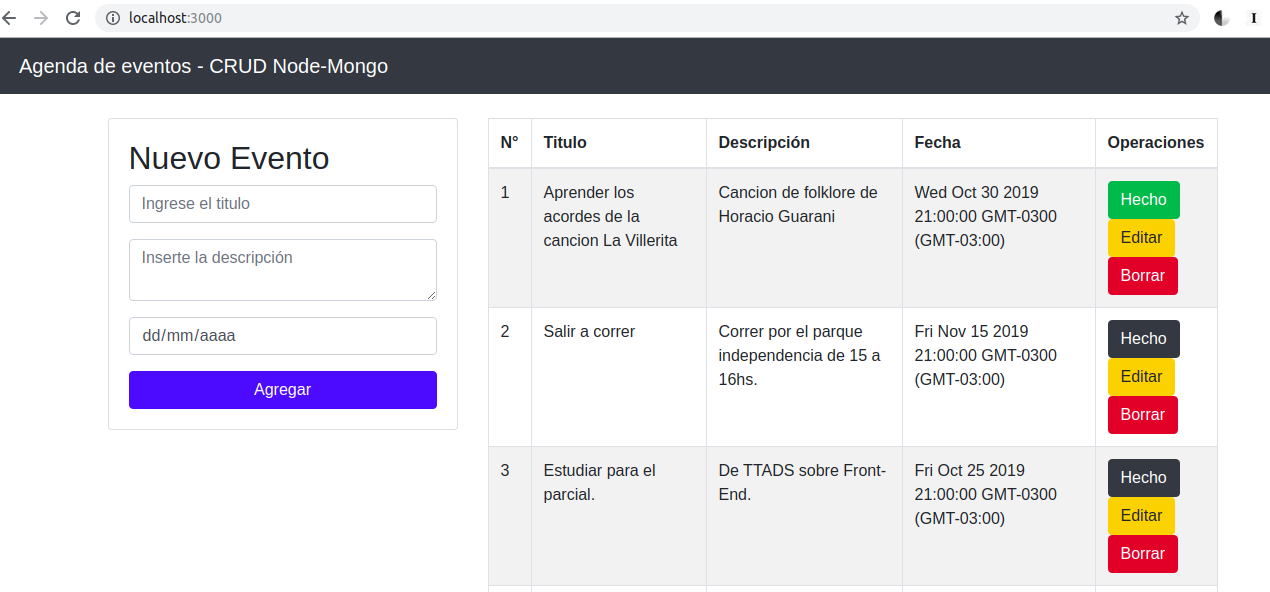 localhost:3000
Agenda de eventos - CRUD Node-Mongo
Nuevo Evento
Ingrese el titulo
Inserte la descripción
dd/mm/aaaa
Agregar
N° Titulo Descripción Fecha Operaciones
1 Aprender los Cancion de folklore de Wed Oct 30 2019 Hecho
acordes de la Horacio Guarani 21:00:00 GMT-0300 Editar
cancion La Villerita (GMT-03:00) Borrar
2 Salir a correr Correr por el parque Fri Nov 15 2019 Hecho
independencia de 15 a 21:00:00 GMT-0300 Editar
16hs. (GMT-03:00) Borrar
3 Estudiar para el De TTADS sobre Front- Fri Oct 25 2019 Hecho
parcial. End. 21:00:00 GMT-0300 Editar
(GMT-03:00) Borrar